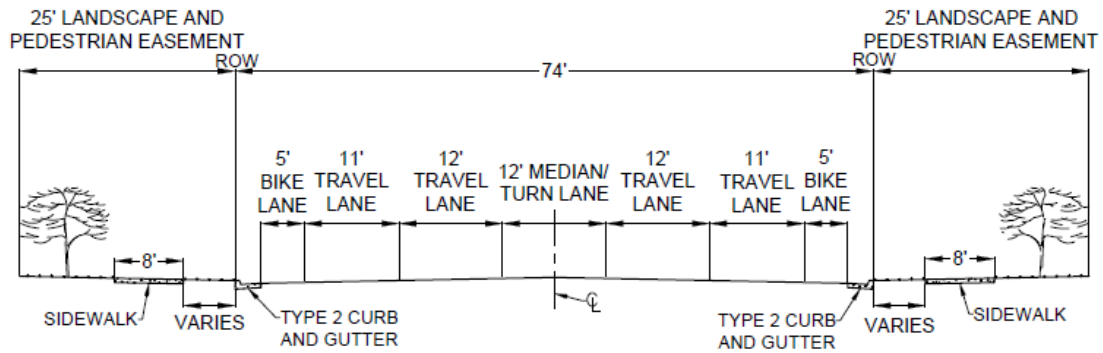 25' LANDSCAPE AND
PEDESTRIAN EASEMENT
ROW
74'
ROW
25' LANDSCAPE AND
PEDESTRIAN EASEMENT
5'
BIKE
LANE
11'
TRAVEL
LANE
12'
TRAVEL
LANE
12' MEDIAN/
TURN LANE
12'
TRAVEL
LANE
11'
TRAVEL
LANE
5'
BIKE
LANE
8'
SIDEWALK
VARIES
TYPE 2 CURB
AND GUTTER
CL
TYPE 2 CURB
AND GUTTER
VARIES
8'
SIDEWALK